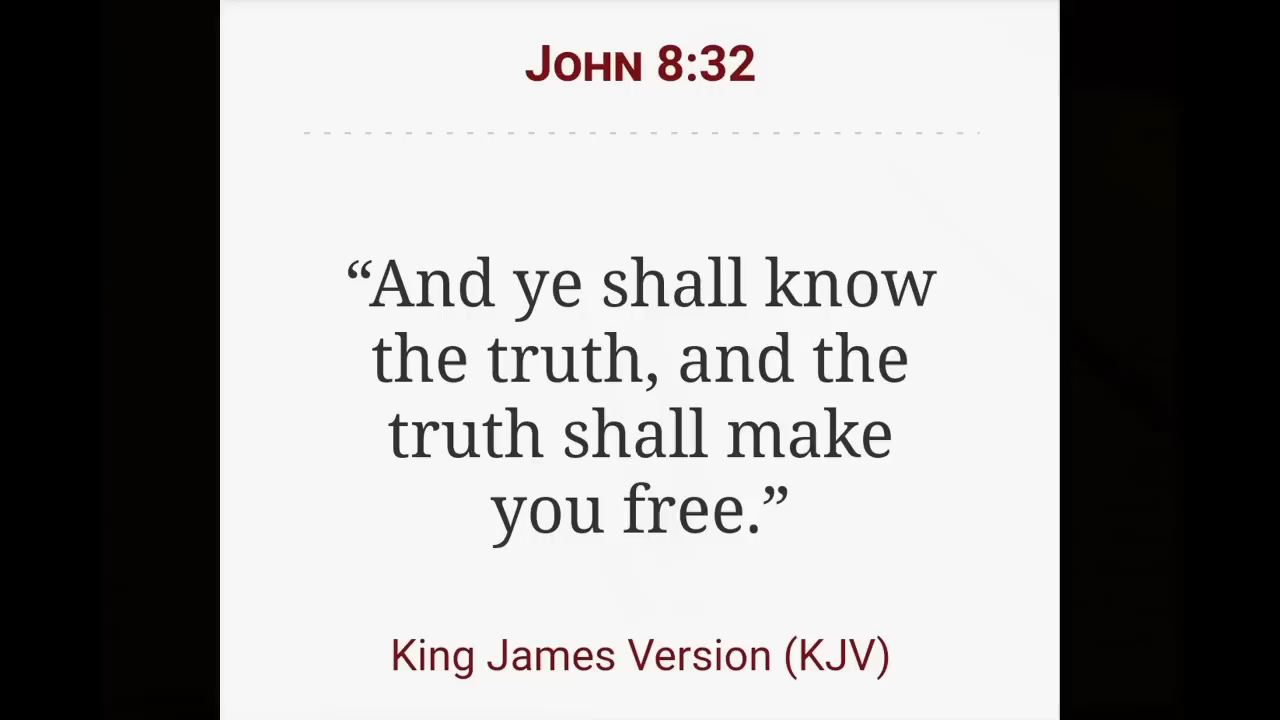 John 8:32
“And ye shall know
the truth, and the
truth shall make
you free.”
King James Version (KJV)